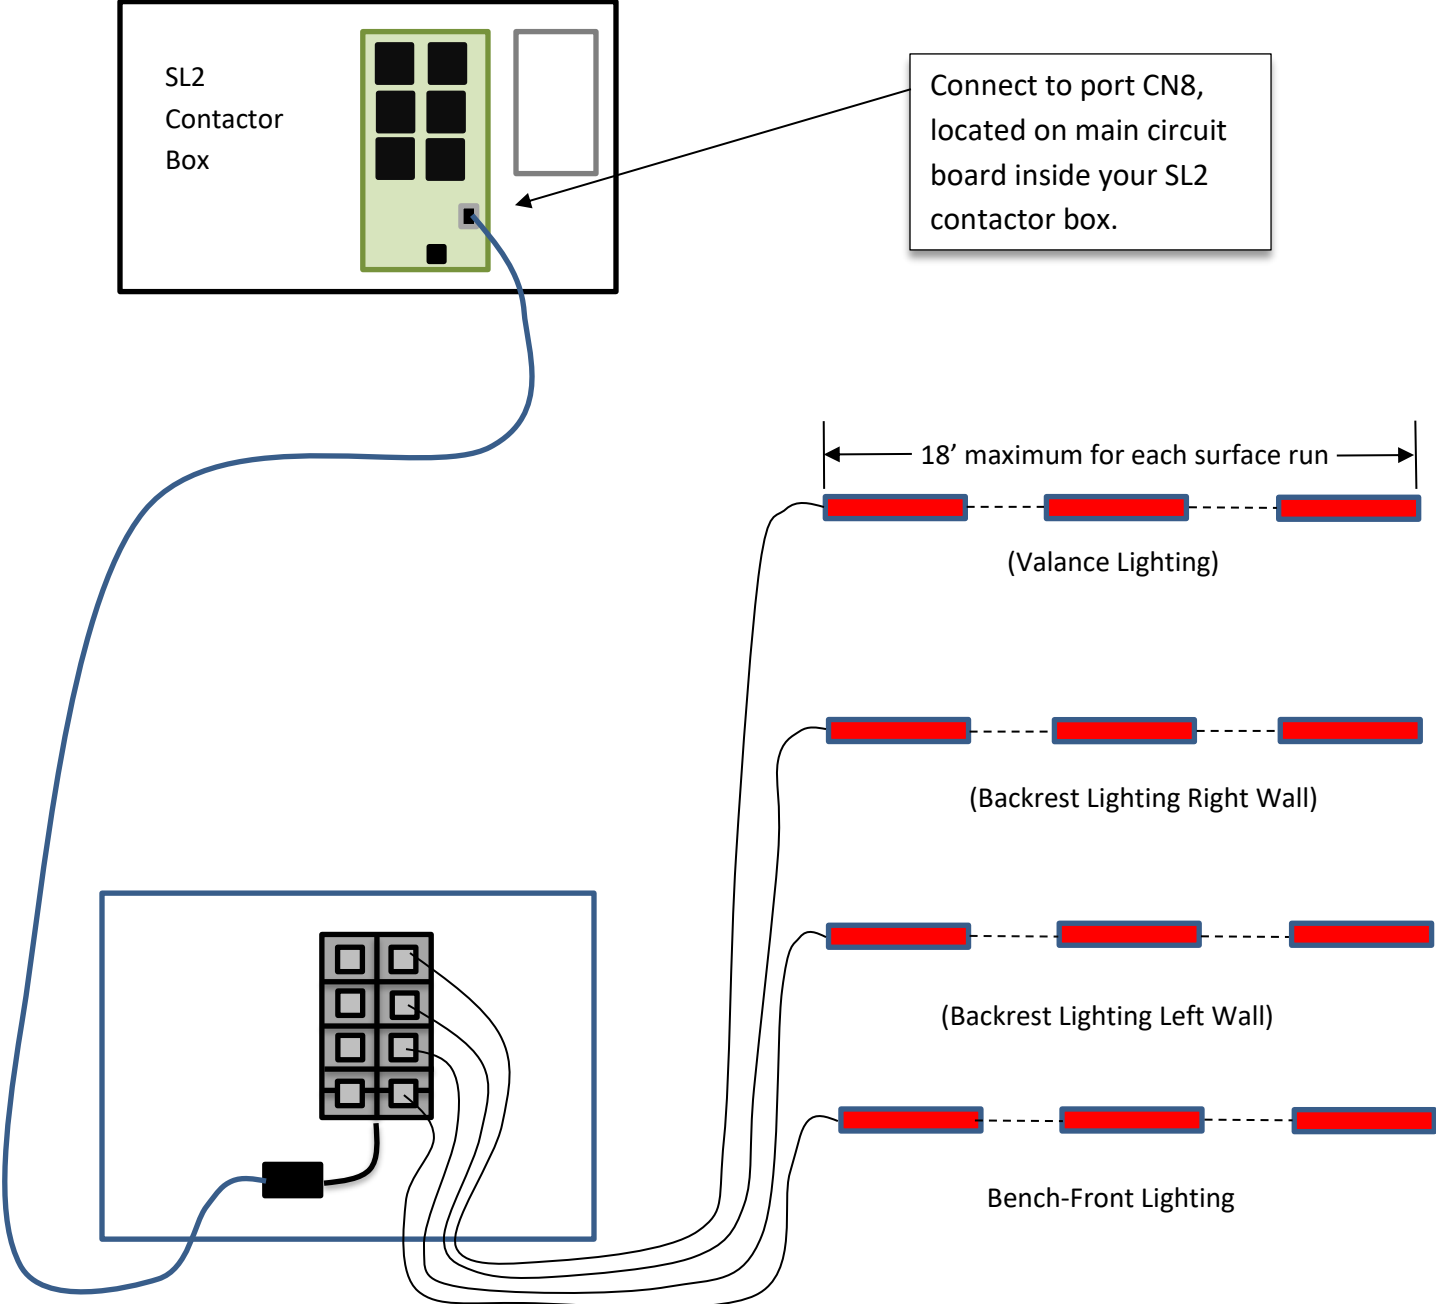 SL2
Contactor
Box
Connect to port CN8,
located on main circuit
board inside your SL2
contactor box.
18’ maximum for each surface run
(Valance Lighting)
(Backrest Lighting Right Wall)
(Backrest Lighting Left Wall)
Bench-Front Lighting